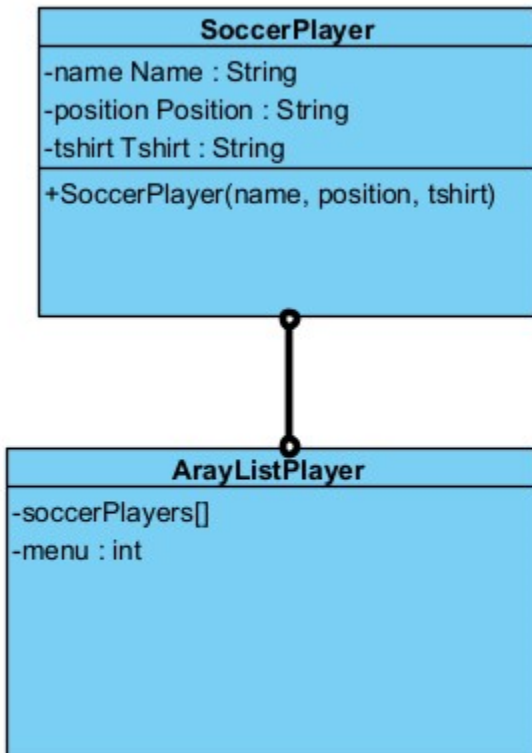 SoccerPlayer
-name Name : String
-position Position : String
-tshirt Tshirt : String
+SoccerPlayer(name, position, tshirt)
ArayListPlayer
-soccerPlayers[]
-menu : int